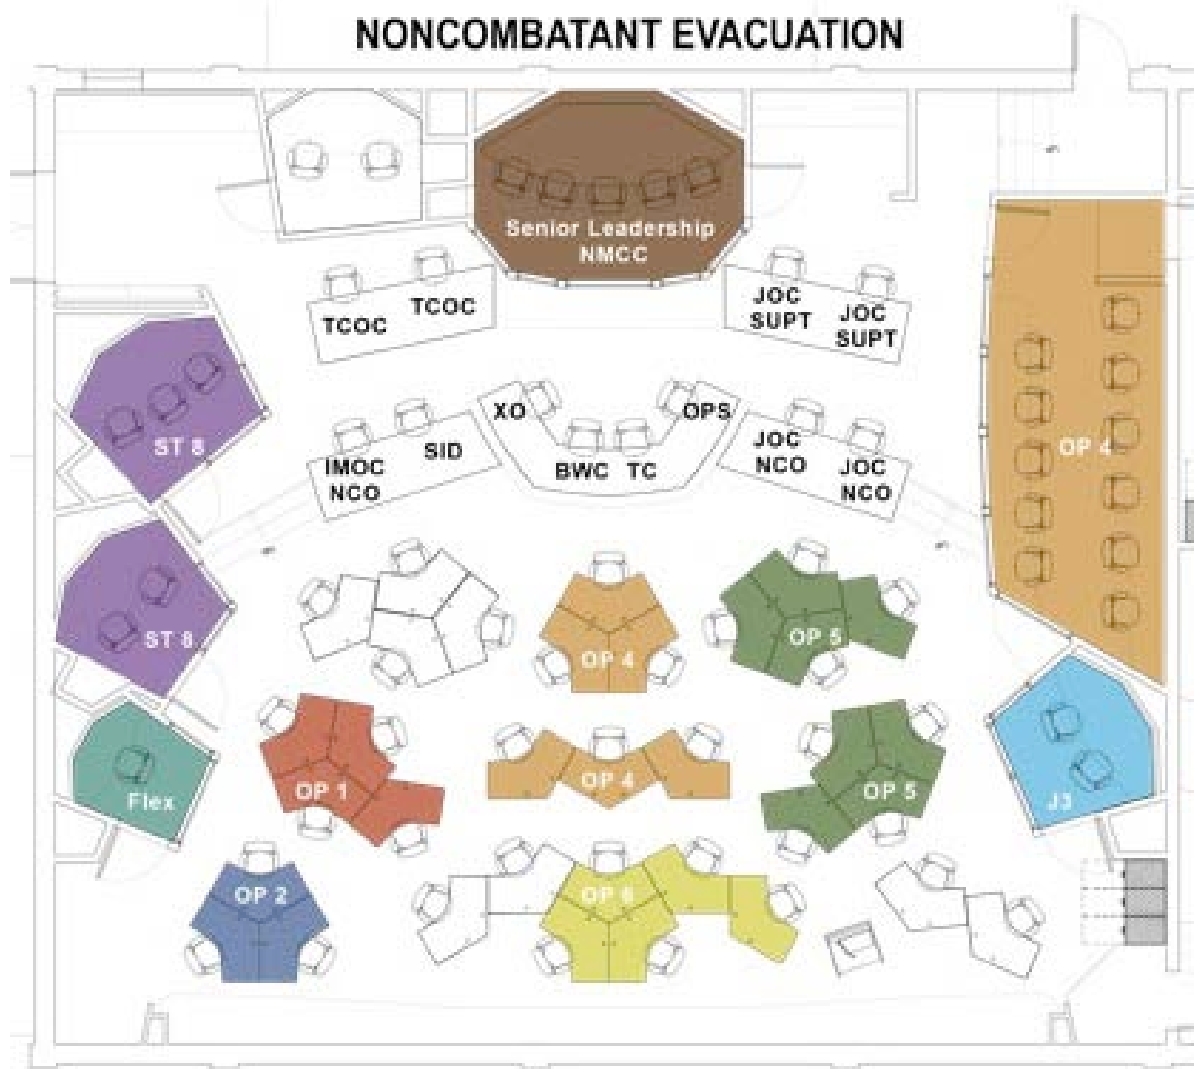 NONCOMBATANT EVACUATION
Senior Leadership
NMCC
TCOC
TCOC
JOC
SUPT
JOC
SUPT
ST 8
XO
OPS
IMOC
NCO
SID
BWC
TC
JOC
NCO
JOC
NCO
OP 4
ST 8
OP 4
OP 5
Flex
OP 1
OP 4
OP 5
J3
OP 2
OP 6